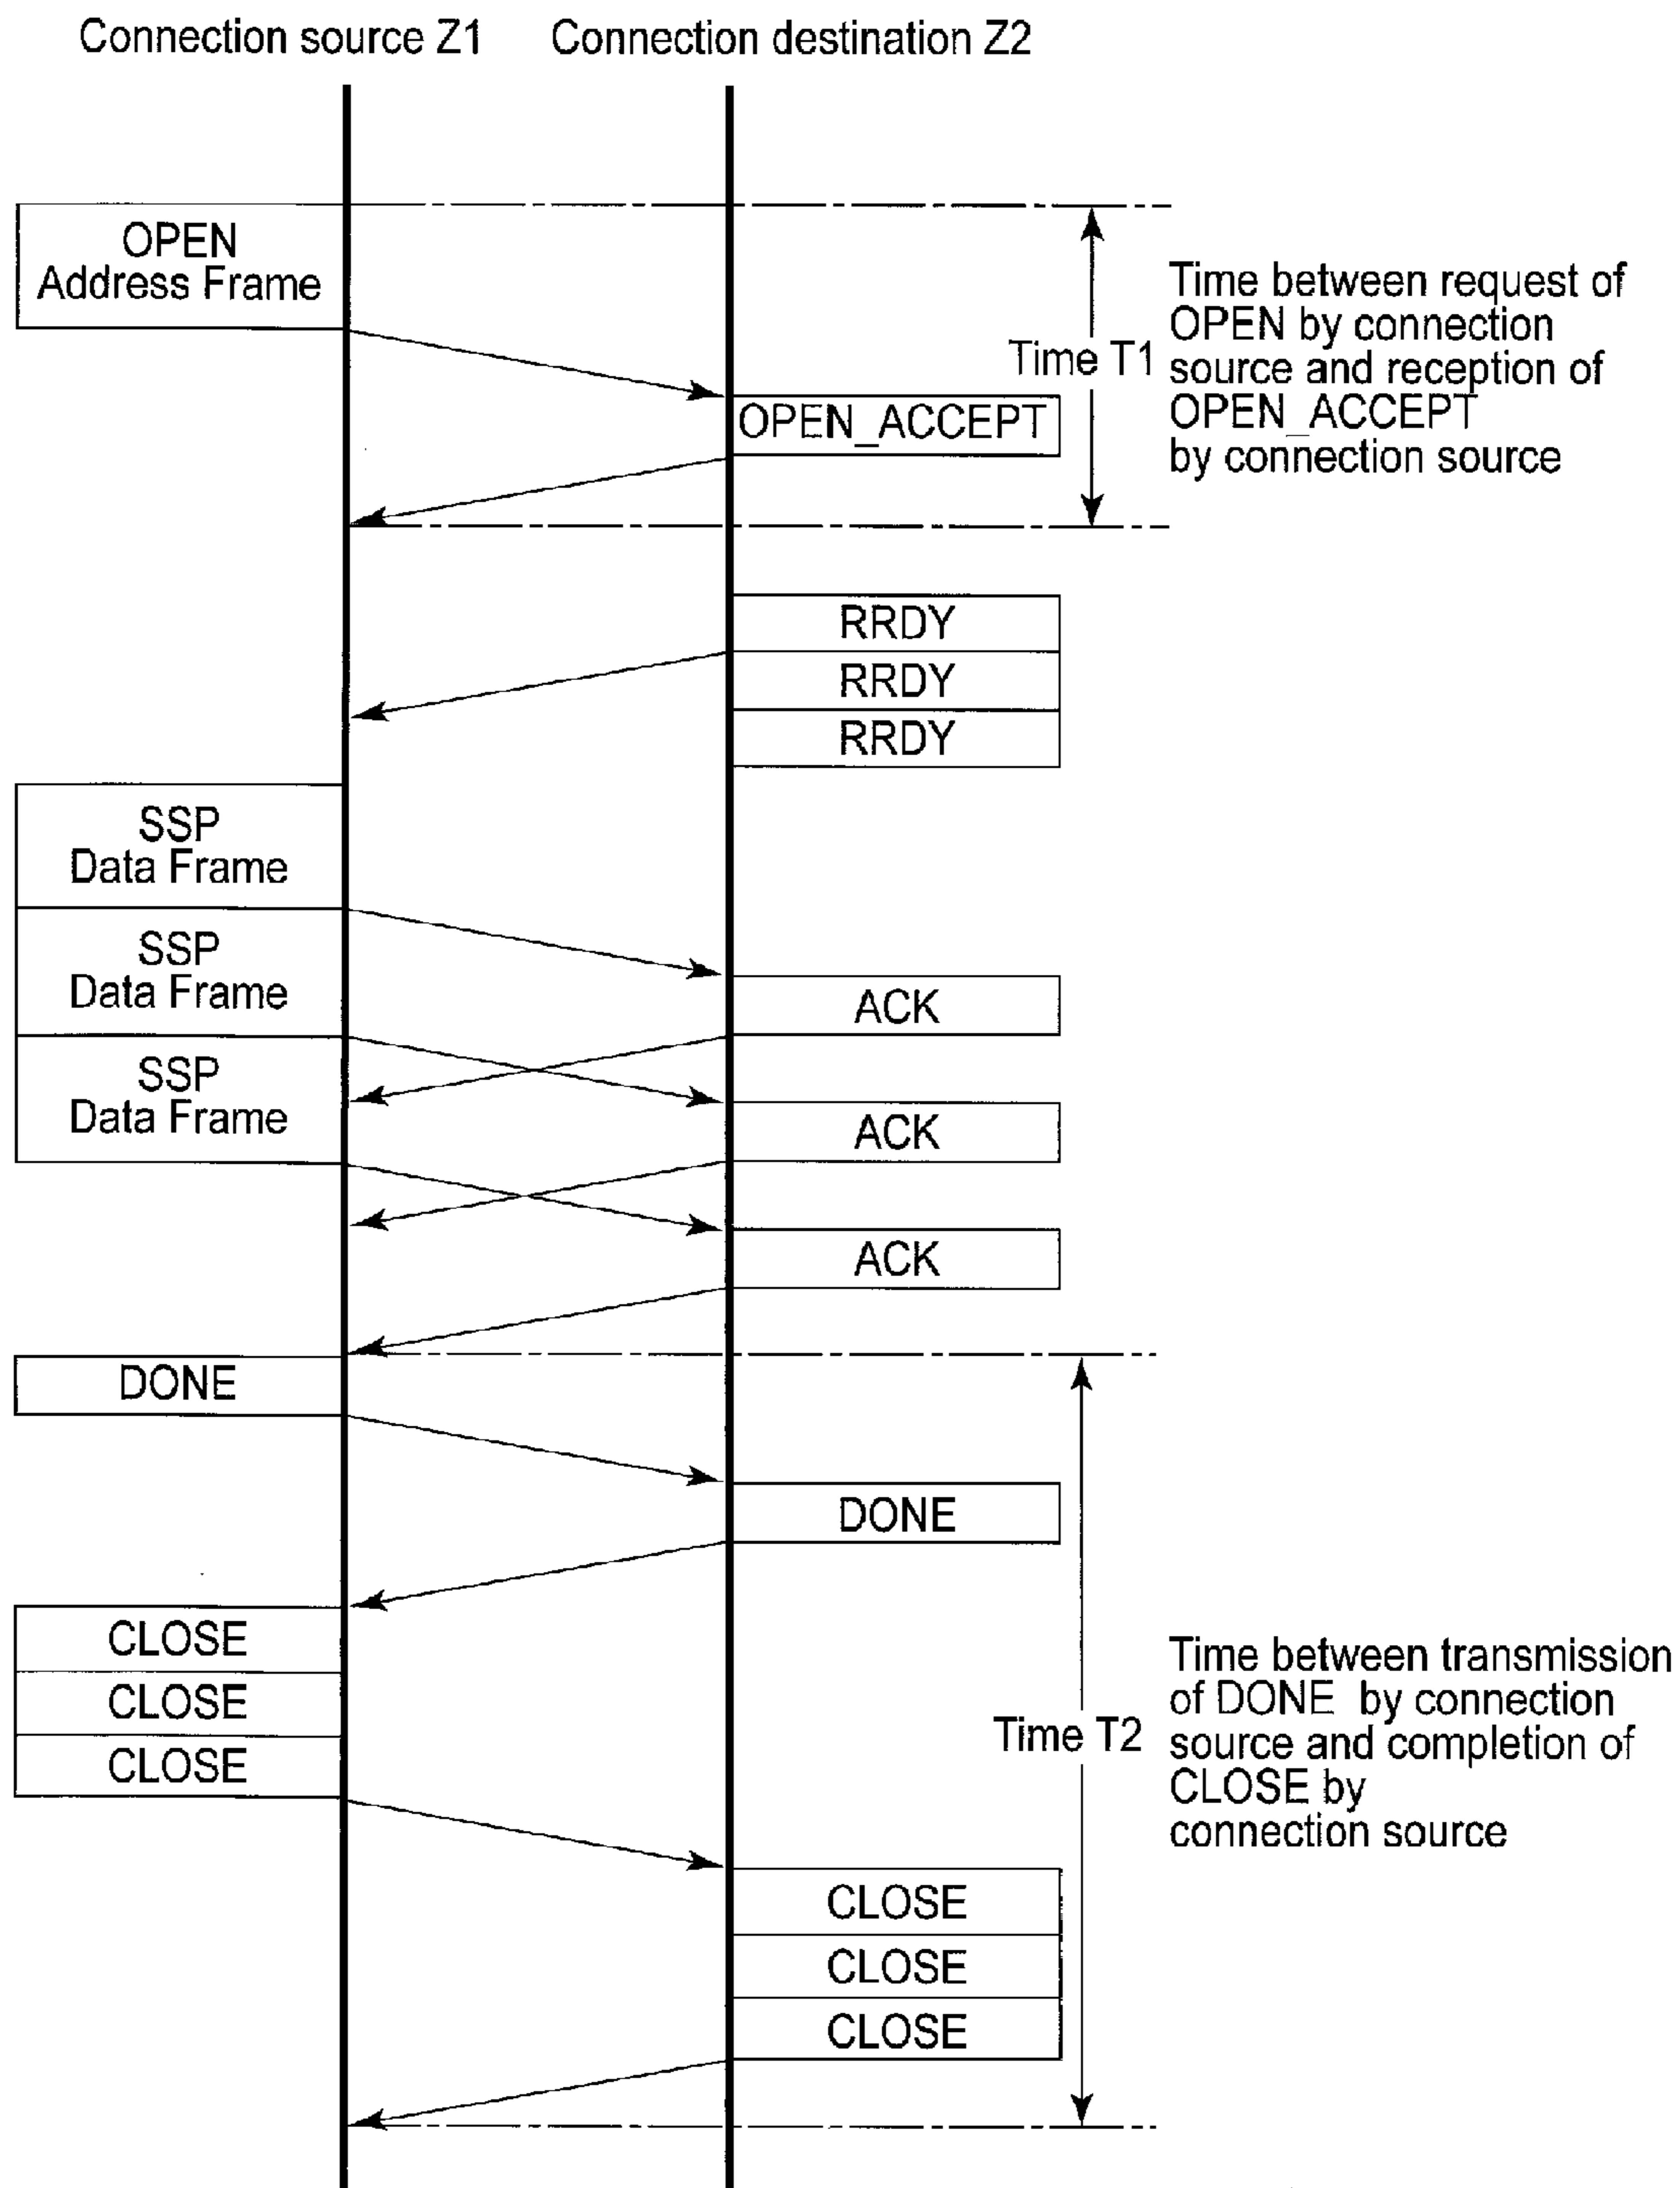 Connection source Z1    Connection destination Z2
OPEN
Address Frame
Time between request of
OPEN by connection
source and reception of
OPEN_ACCEPT
by connection source
Time T1
OPEN_ACCEPT
RRDY
RRDY
RRDY
SSP
Data Frame
SSP
Data Frame
SSP
Data Frame
ACK
ACK
ACK
DONE
DONE
CLOSE
CLOSE
CLOSE
Time T2
Time between transmission
of DONE by connection
source and completion of
CLOSE by
connection source
CLOSE
CLOSE
CLOSE